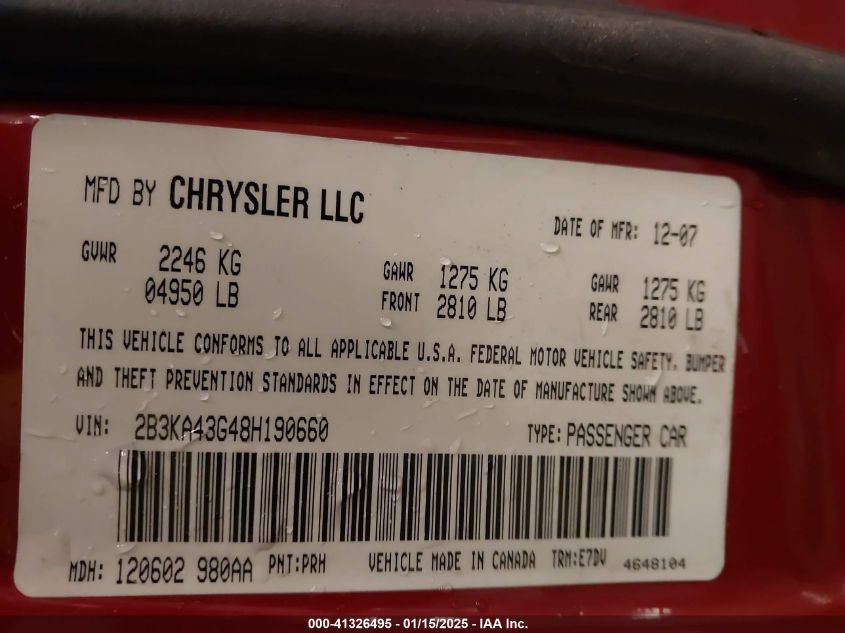 MFD BY CHRYSLER LLC
DATE OF MFR: 12-07
GVWR 2246 KG
04950 LB
GAWR FRONT 1275 KG
2810 LB
GAWR REAR 1275 KG
2810 LB
THIS VEHICLE CONFORMS TO ALL APPLICABLE U.S.A. FEDERAL MOTOR VEHICLE SAFETY, BUMPER
AND THEFT PREVENTION STANDARDS IN EFFECT ON THE DATE OF MANUFACTURE SHOWN ABOVE.
VIN: 2B3KA43G48H190660 TYPE: PASSENGER CAR
MDH: 120602 980AA PNT:PRH VEHICLE MADE IN CANADA TRM:E7DV 4648104
000-41326495 - 01/15/2025 - IAA Inc.